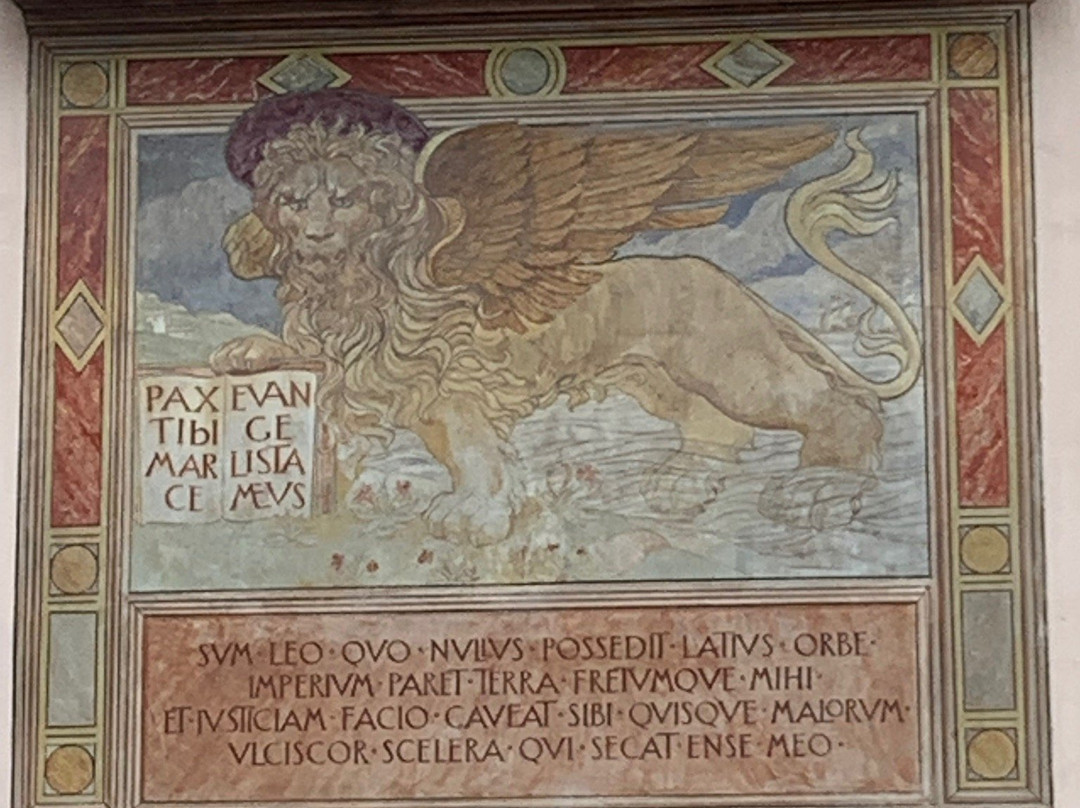 PAX
TIbI
MAR
CE
EVAN
GE
LISTA
MEVS
SVM · LEO · QVO · NVLLVS · POSSEDIT · LATIVS · ORBE ·
IMPERIVM · PARET · TERRA · FRETVMQVE · MIHI ·
ET · IVSTICIAM · FACIO · CAVEAT · SIBI · QVISQVE · MALORVM ·
VLCISCOR · SCELERA · QVI · SECAT · ENSE · MEO ·